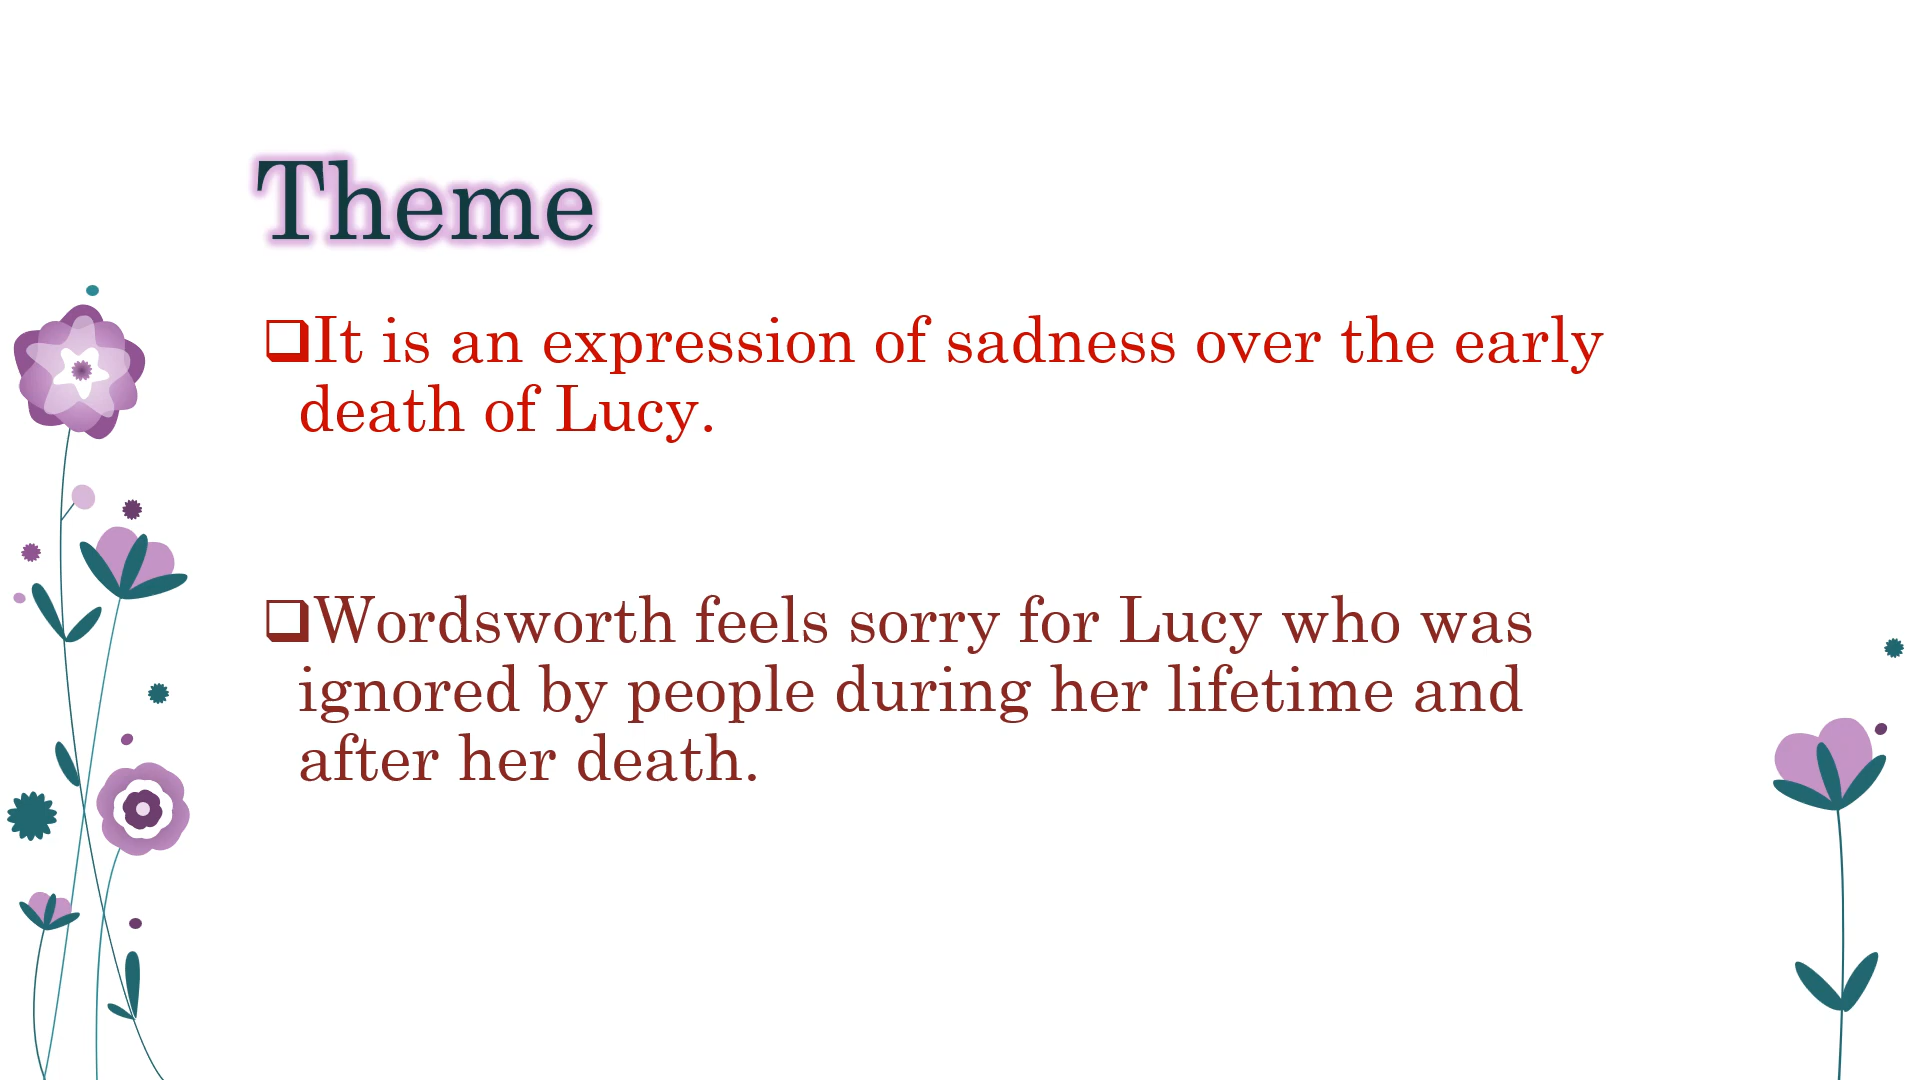 Theme
❑It is an expression of sadness over the early
death of Lucy.
❑Wordsworth feels sorry for Lucy who was
ignored by people during her lifetime and
after her death.